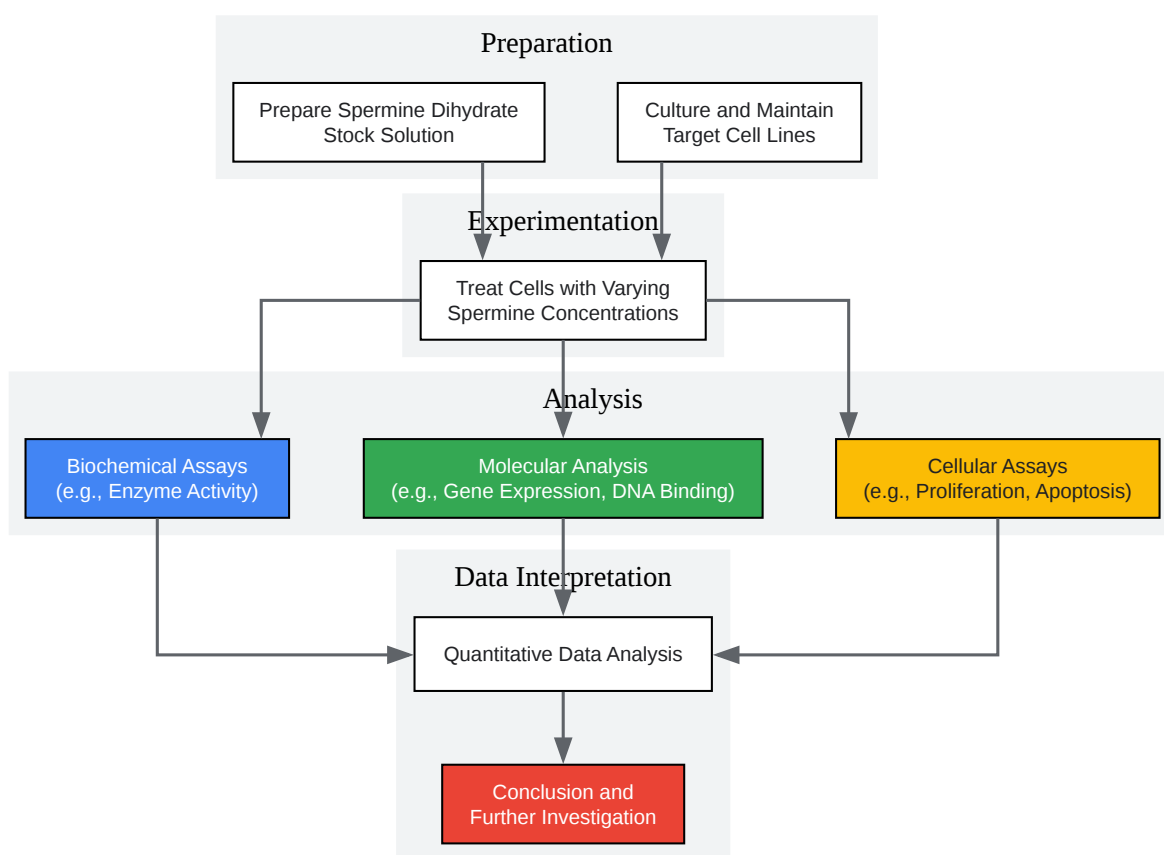 Preparation
Prepare Spermine Dihydrate
Stock Solution
Culture and Maintain
Target Cell Lines
Experimentation
Treat Cells with Varying
Spermine Concentrations
Analysis
Biochemical Assays
(e.g., Enzyme Activity)
Molecular Analysis
(e.g., Gene Expression, DNA Binding)
Cellular Assays
(e.g., Proliferation, Apoptosis)
Data Interpretation
Quantitative Data Analysis
Conclusion and
Further Investigation